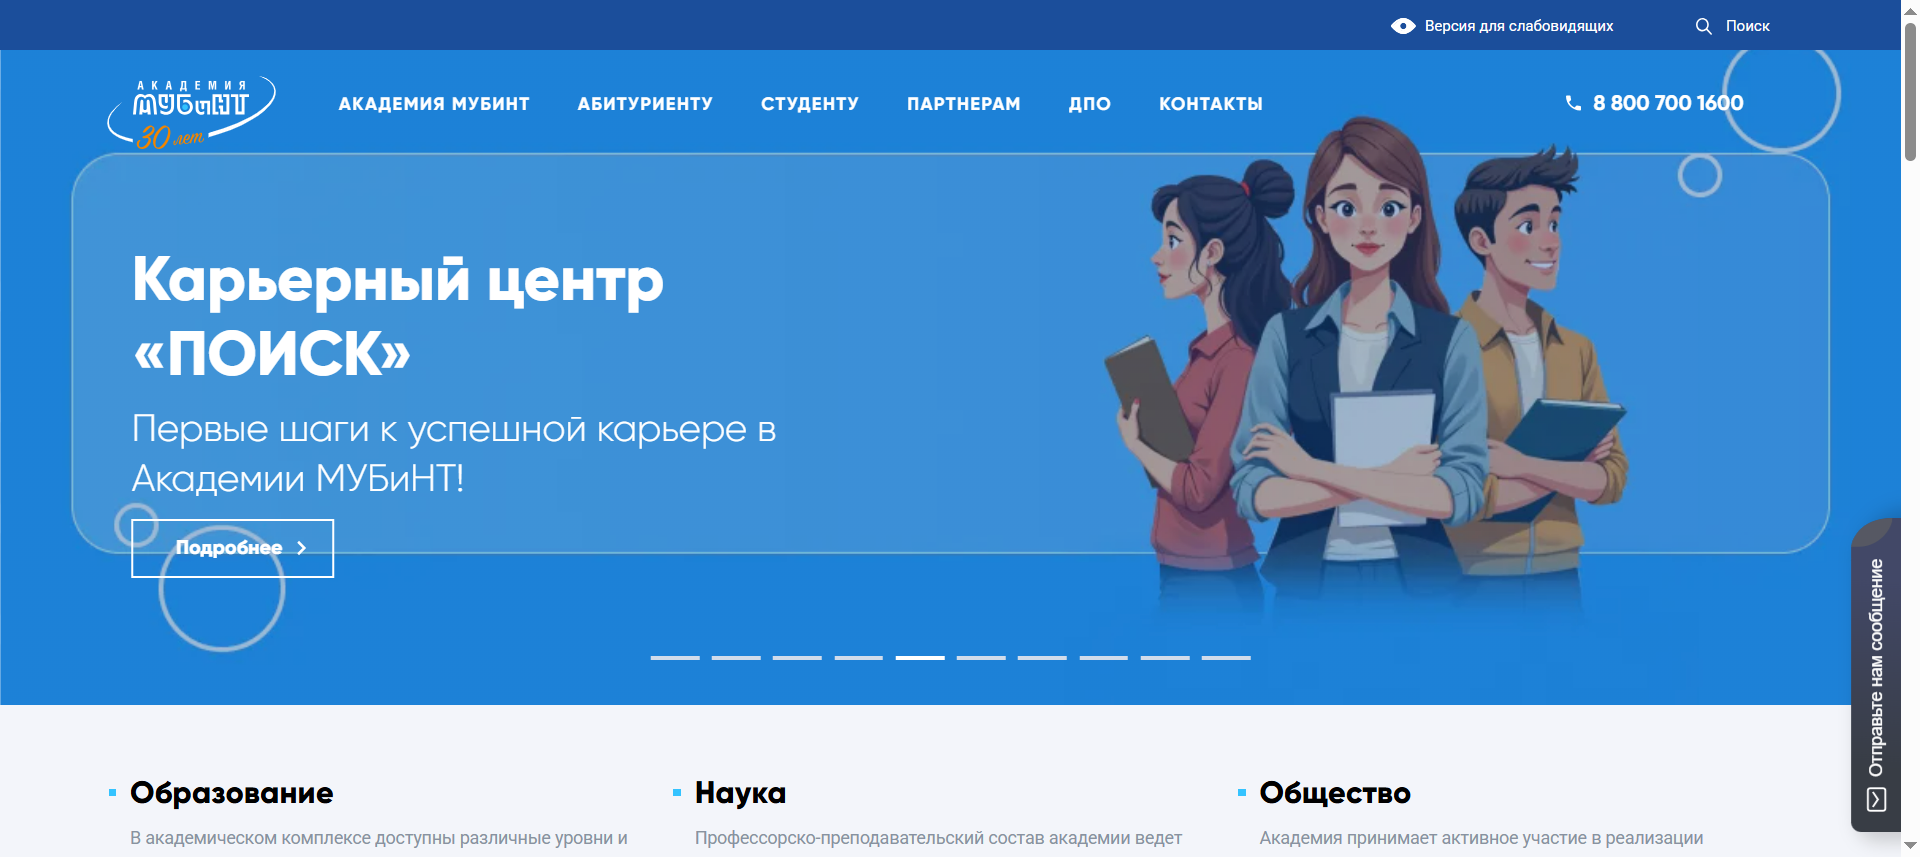 Версия для слабовидящих
Поиск
АКАДЕМИЯ
МУБиНТ
30 лет
АКАДЕМИЯ МУБИНТ
АБИТУРИЕНТУ
СТУДЕНТУ
ПАРТНЕРАМ
ДПО
КОНТАКТЫ
8 800 700 1600
Карьерный центр
«ПОИСК»
Первые шаги к успешной карьере в
Академии МУБиНТ!
Подробнее
Отправьте нам сообщение
Образование
В академическом комплексе доступны различные уровни и
Наука
Профессорско-преподавательский состав академии ведет
Общество
Академия принимает активное участие в реализации